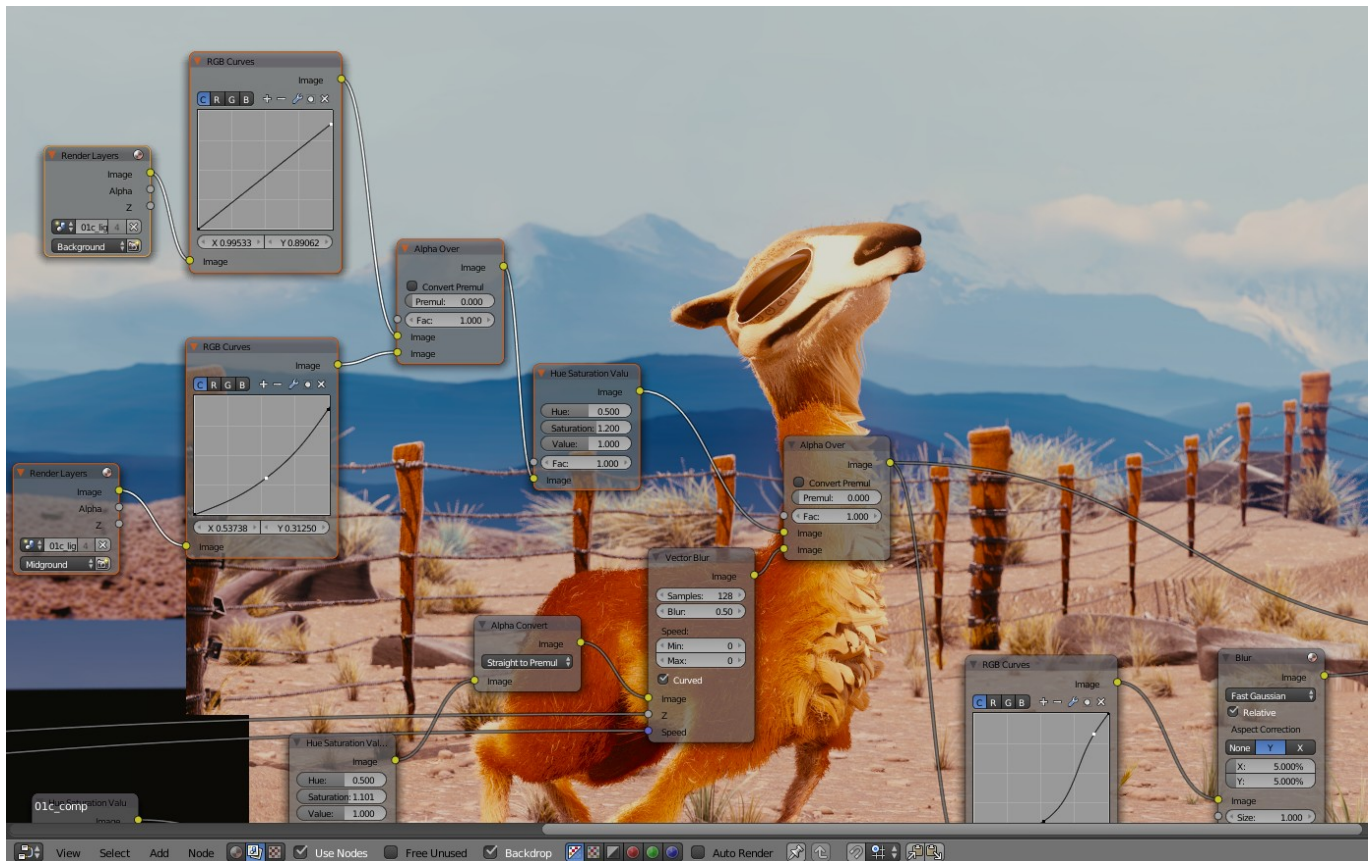 RGB Curves
Image
C R G B
X 0.99533 Y 0.89062
Image
Render Layers
Image
Alpha
Z
01c_lig 4
Background
Alpha Over
Image
Convert Premul
Premul: 0.000
Fac: 1.000
Image
Image
RGB Curves
Image
C R G B
X 0.53738 Y 0.31250
Image
Render Layers
Image
Alpha
Z
01c_lig 4
Midground
Hue Saturation Valu
Image
Hue: 0.500
Saturation: 1.200
Value: 1.000
Fac: 1.000
Image
Alpha Over
Image
Convert Premul
Premul: 0.000
Fac: 1.000
Image
Image
Vector Blur
Image
Samples: 128
Blur: 0.50
Speed:
Min: 0
Max: 0
Curved
Image
Z
Speed
Alpha Convert
Image
Straight to Premul
Image
Hue Saturation Val...
Image
Hue: 0.500
Saturation: 1.101
Value: 1.000
RGB Curves
Image
C R G B
Blur
Image
Fast Gaussian
Relative
Aspect Correction
None Y X
X: 5.000%
Y: 5.000%
Image
Size: 1.000
Hue Saturation Valu
01c_comp
Image
View Select Add Node Use Nodes Free Unused Backdrop Auto Render